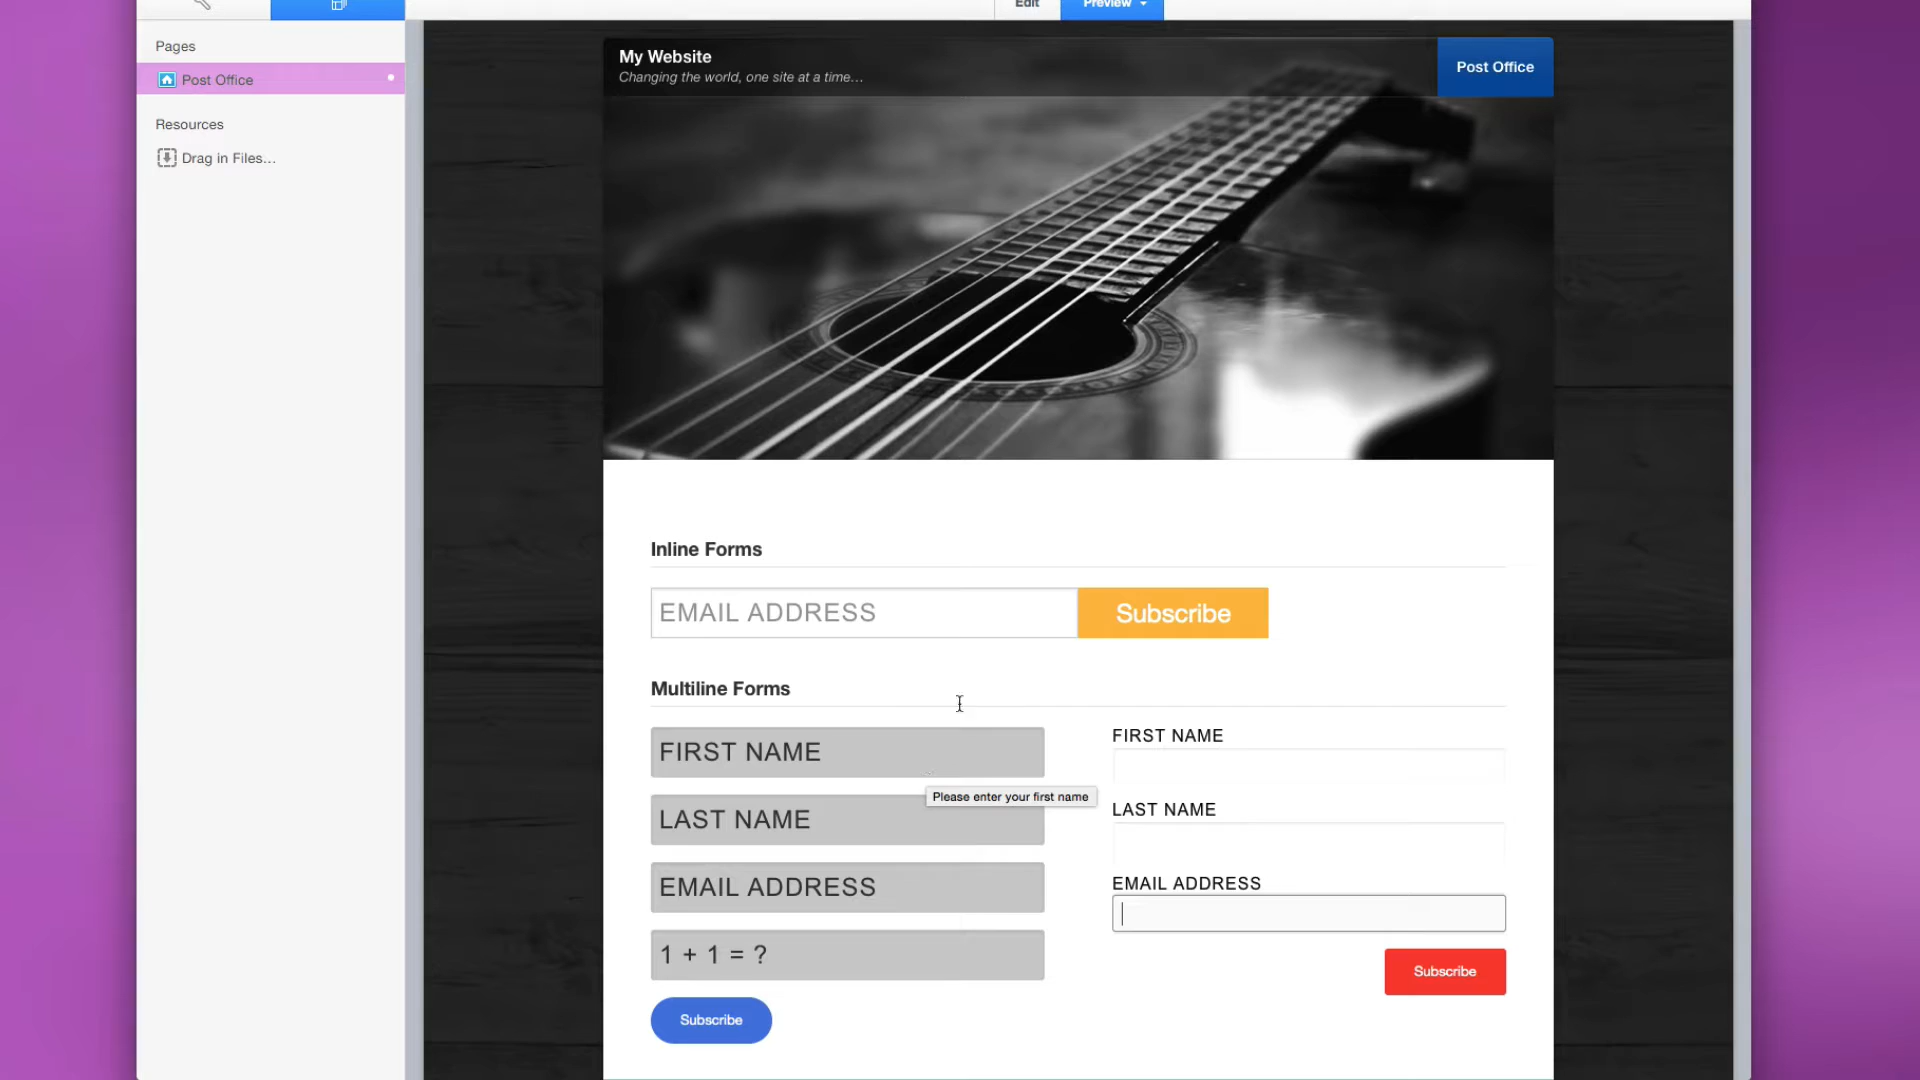 Edit
Preview
Pages
Post Office
Resources
Drag in Files...
My Website
Changing the world, one site at a time...
Post Office
Inline Forms
EMAIL ADDRESS
Subscribe
Multiline Forms
FIRST NAME
LAST NAME
EMAIL ADDRESS
1 + 1 = ?
Subscribe
Please enter your first name
FIRST NAME
LAST NAME
EMAIL ADDRESS
Subscribe